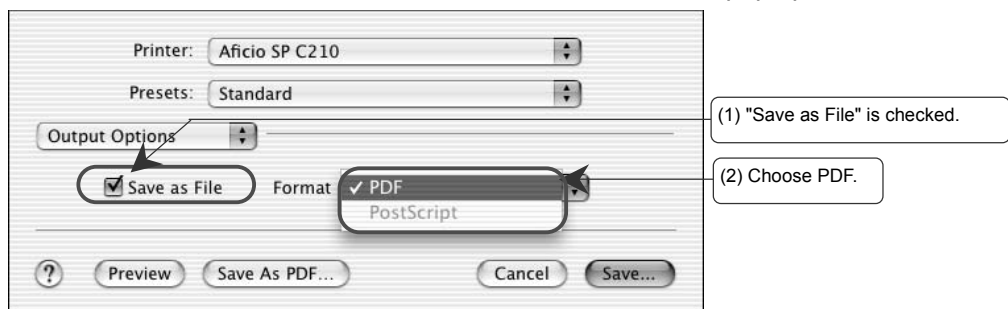 Printer: Aficio SP C210
Presets: Standard
(1) "Save as File" is checked.
Output Options
Save as File Format ✓ PDF
(2) Choose PDF.
PostScript
? Preview Save As PDF... Cancel Save...